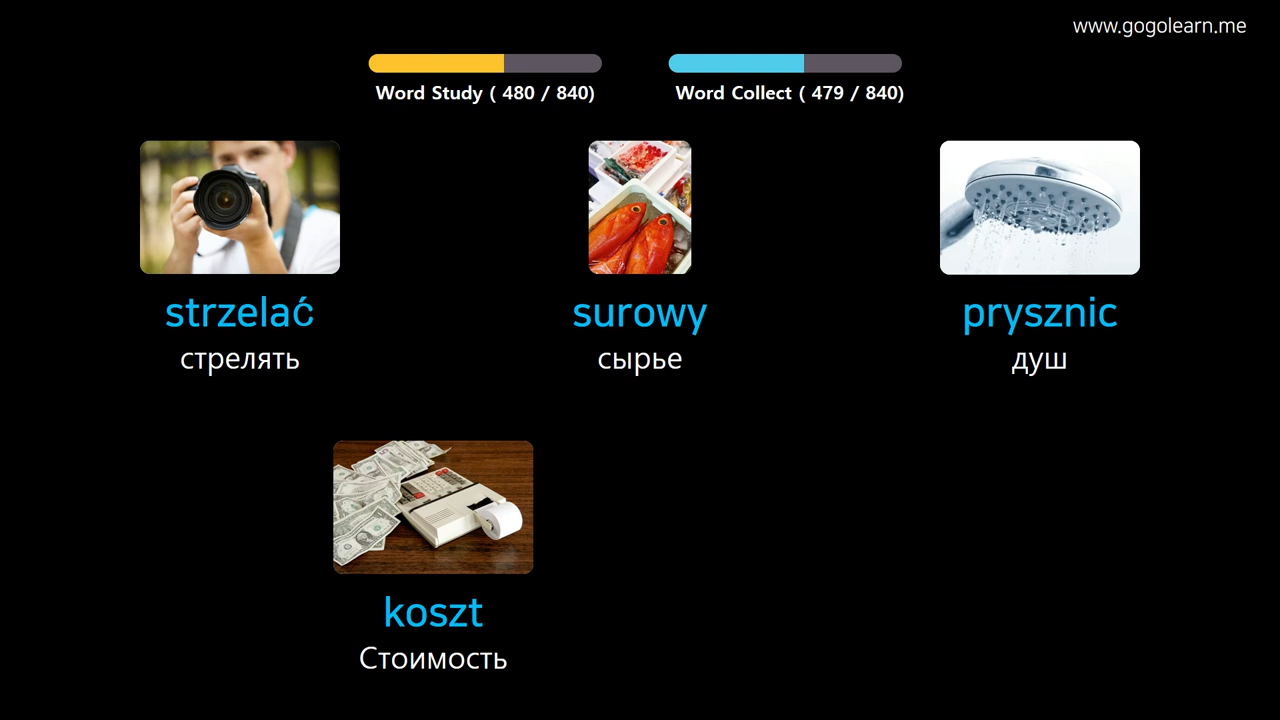 www.gogolearn.me
Word Study ( 480 / 840)
Word Collect ( 479 / 840)
strzelać
стрелять
surowy
сырье
prysznic
душ
koszt
Стоимость